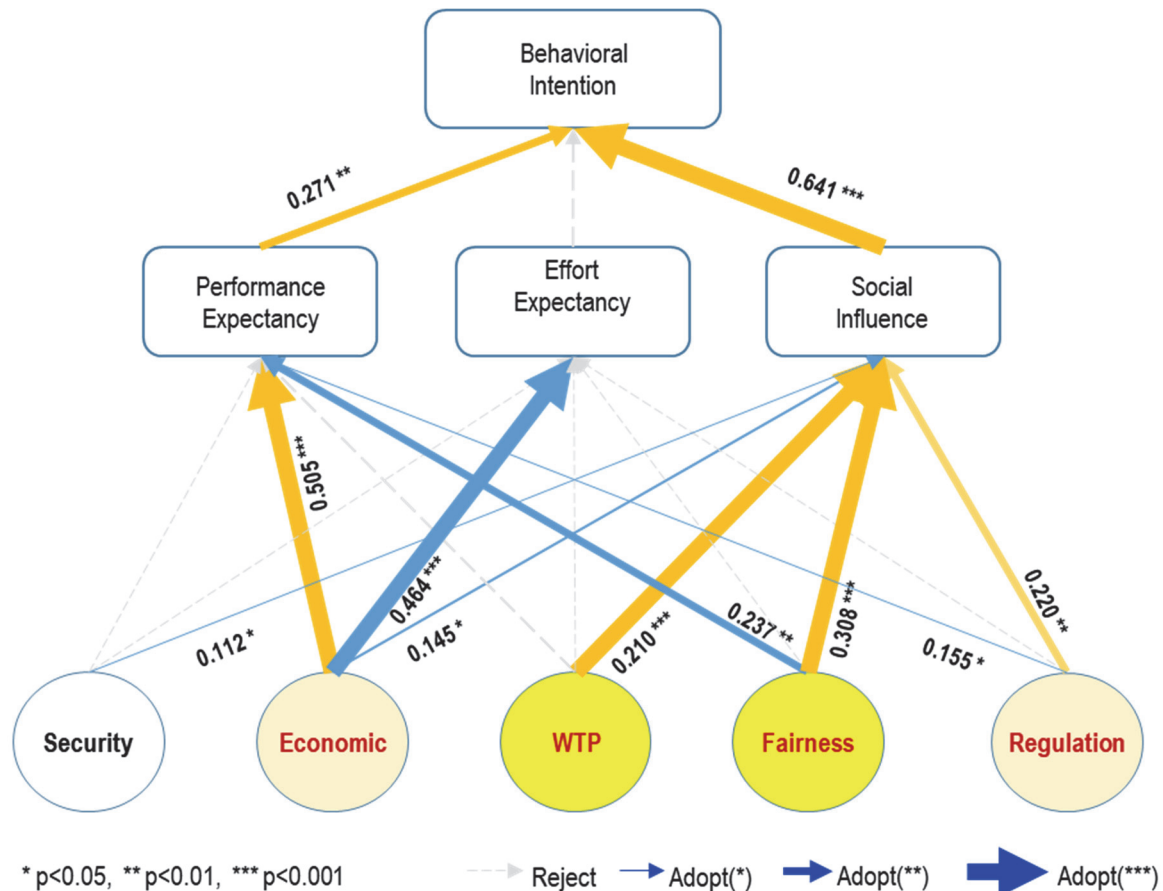 Behavioral
Intention
0.271 **
0.641 ***
Performance
Expectancy
Effort
Expectancy
Social
Influence
0.505 ***
0.464 ***
0.112 *
0.145 *
0.210 ***
0.237 **
0.308 ***
0.155 *
0.220 **
Security
Economic
WTP
Fairness
Regulation
* p<0.05, ** p<0.01, *** p<0.001
Reject
Adopt(*)
Adopt(**)
Adopt(***)